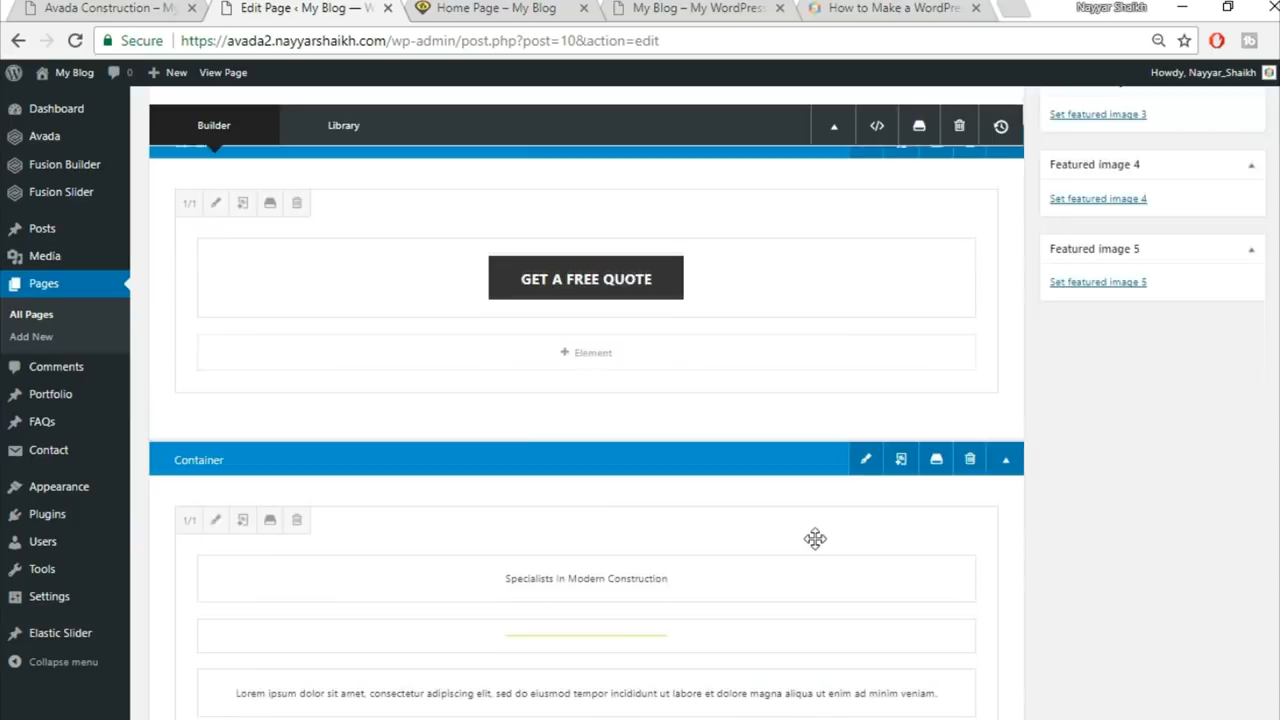 Avada Construction – My
Edit Page ‹ My Blog — W
Home Page – My Blog
My Blog – My WordPress
How to Make a WordPre
Nayyar Shaikh
Secure
https://avada2.nayyarshaikh.com/wp-admin/post.php?post=10&action=edit
My Blog
0
New
View Page
Howdy, Nayyar_Shaikh
Dashboard
Avada
Fusion Builder
Fusion Slider
Posts
Media
Pages
All Pages
Add New
Comments
Portfolio
FAQs
Contact
Appearance
Plugins
Users
Tools
Settings
Elastic Slider
Collapse menu
Builder
Library
1/1
GET A FREE QUOTE
+ Element
Container
1/1
Specialists In Modern Construction
Lorem ipsum dolor sit amet, consectetur adipiscing elit, sed do eiusmod tempor incididunt ut labore et dolore magna aliqua ut enim ad minim veniam.
Set featured image 3
Featured image 4
Set featured image 4
Featured image 5
Set featured image 5